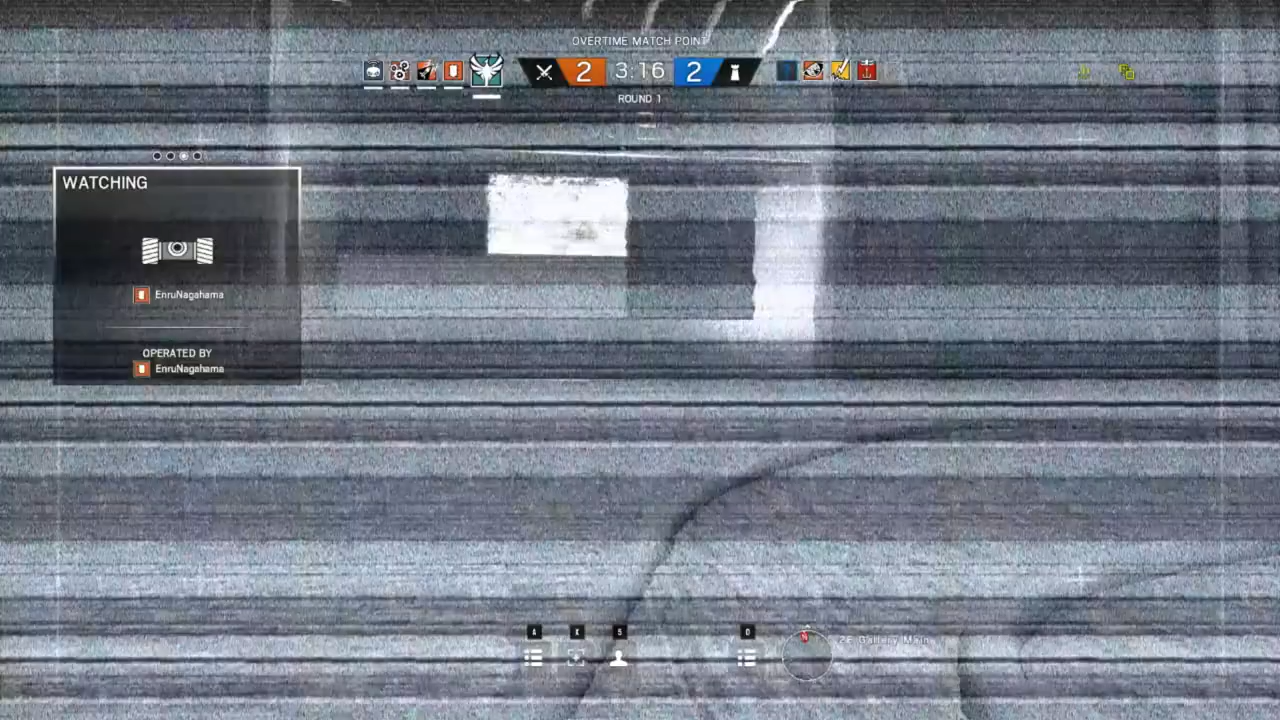 OVERTIME MATCH POINT
2 3:16 2
ROUND 1
WATCHING
EnruNagahama
OPERATED BY
EnruNagahama
A X S D
N
2F Gallery Main